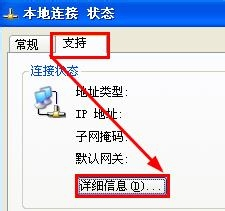 本地连接 状态
常规 支持
连接状态
地址类型:
IP 地址:
子网掩码:
默认网关:
详细信息(D)...